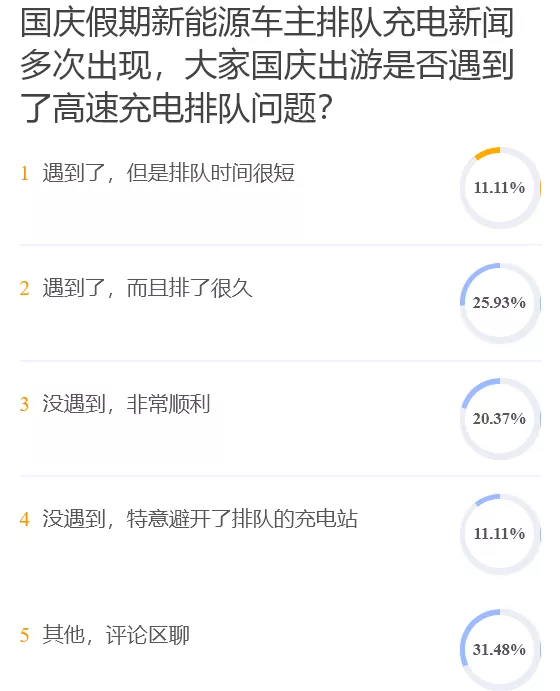 国庆假期新能源车主排队充电新闻
多次出现，大家国庆出游是否遇到
了高速充电排队问题？
1 遇到了，但是排队时间很短
11.11%
2 遇到了，而且排了很久
25.93%
3 没遇到，非常顺利
20.37%
4 没遇到，特意避开了排队的充电站
11.11%
5 其他，评论区聊
31.48%